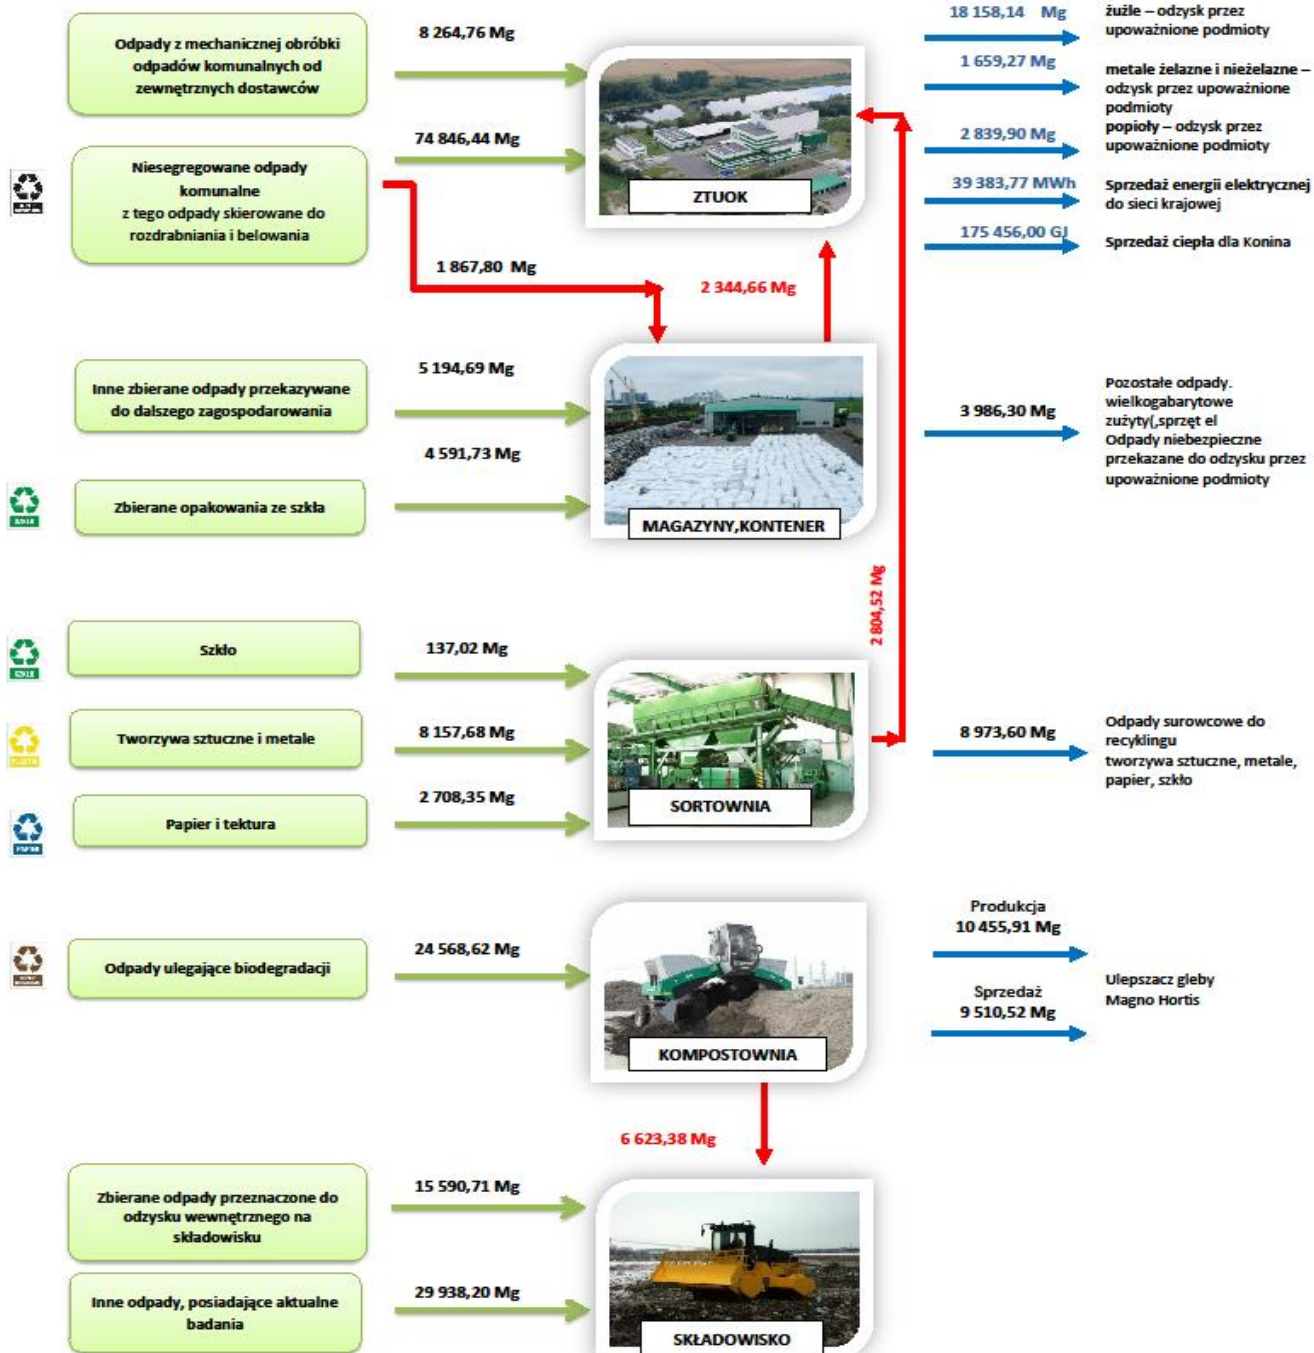 Odpady z mechanicznej obróbki
odpadów komunalnych od
zewnętrznych dostawców
8 264,76 Mg
18 158,14 Mg
żużle – odzysk przez
upoważnione podmioty
1 659,27 Mg
metale żelazne i nieżelazne –
odzysk przez upoważnione
podmioty
74 846,44 Mg
2 839,90 Mg
popioły – odzysk przez
upoważnione podmioty
Niesegregowane odpady
komunalne
z tego odpady skierowane do
rozdrabniania i belowania
ZTUOK
39 383,77 MWh
Sprzedaż energii elektrycznej
do sieci krajowej
175 456,00 GJ
Sprzedaż ciepła dla Konina
1 867,80 Mg
2 344,66 Mg
Inne zbierane odpady przekazywane
do dalszego zagospodarowania
5 194,69 Mg
3 986,30 Mg
Pozostałe odpady.
wielkogabarytowe
zużyty(,sprzęt el
Odpady niebezpieczne
przekazane do odzysku przez
upoważnione podmioty
4 591,73 Mg
Zbierane opakowania ze szkła
MAGAZYNY,KONTENER
2 804,52 Mg
SZKŁO
Szkło
137,02 Mg
Tworzywa sztuczne i metale
8 157,68 Mg
8 973,60 Mg
Odpady surowcowe do
recyklingu
tworzywa sztuczne, metale,
papier, szkło
2 708,35 Mg
SORTOWNIA
PAPIER
Papier i tektura
Produkcja
10 455,91 Mg
24 568,62 Mg
Odpady ulegające biodegradacji
Ulepszacz gleby
Magno Hortis
Sprzedaż
9 510,52 Mg
KOMPOSTOWNIA
6 623,38 Mg
Zbierane odpady przeznaczone do
odzysku wewnętrznego na
składowisku
15 590,71 Mg
Inne odpady, posiadające aktualne
badania
29 938,20 Mg
SKŁADOWISKO